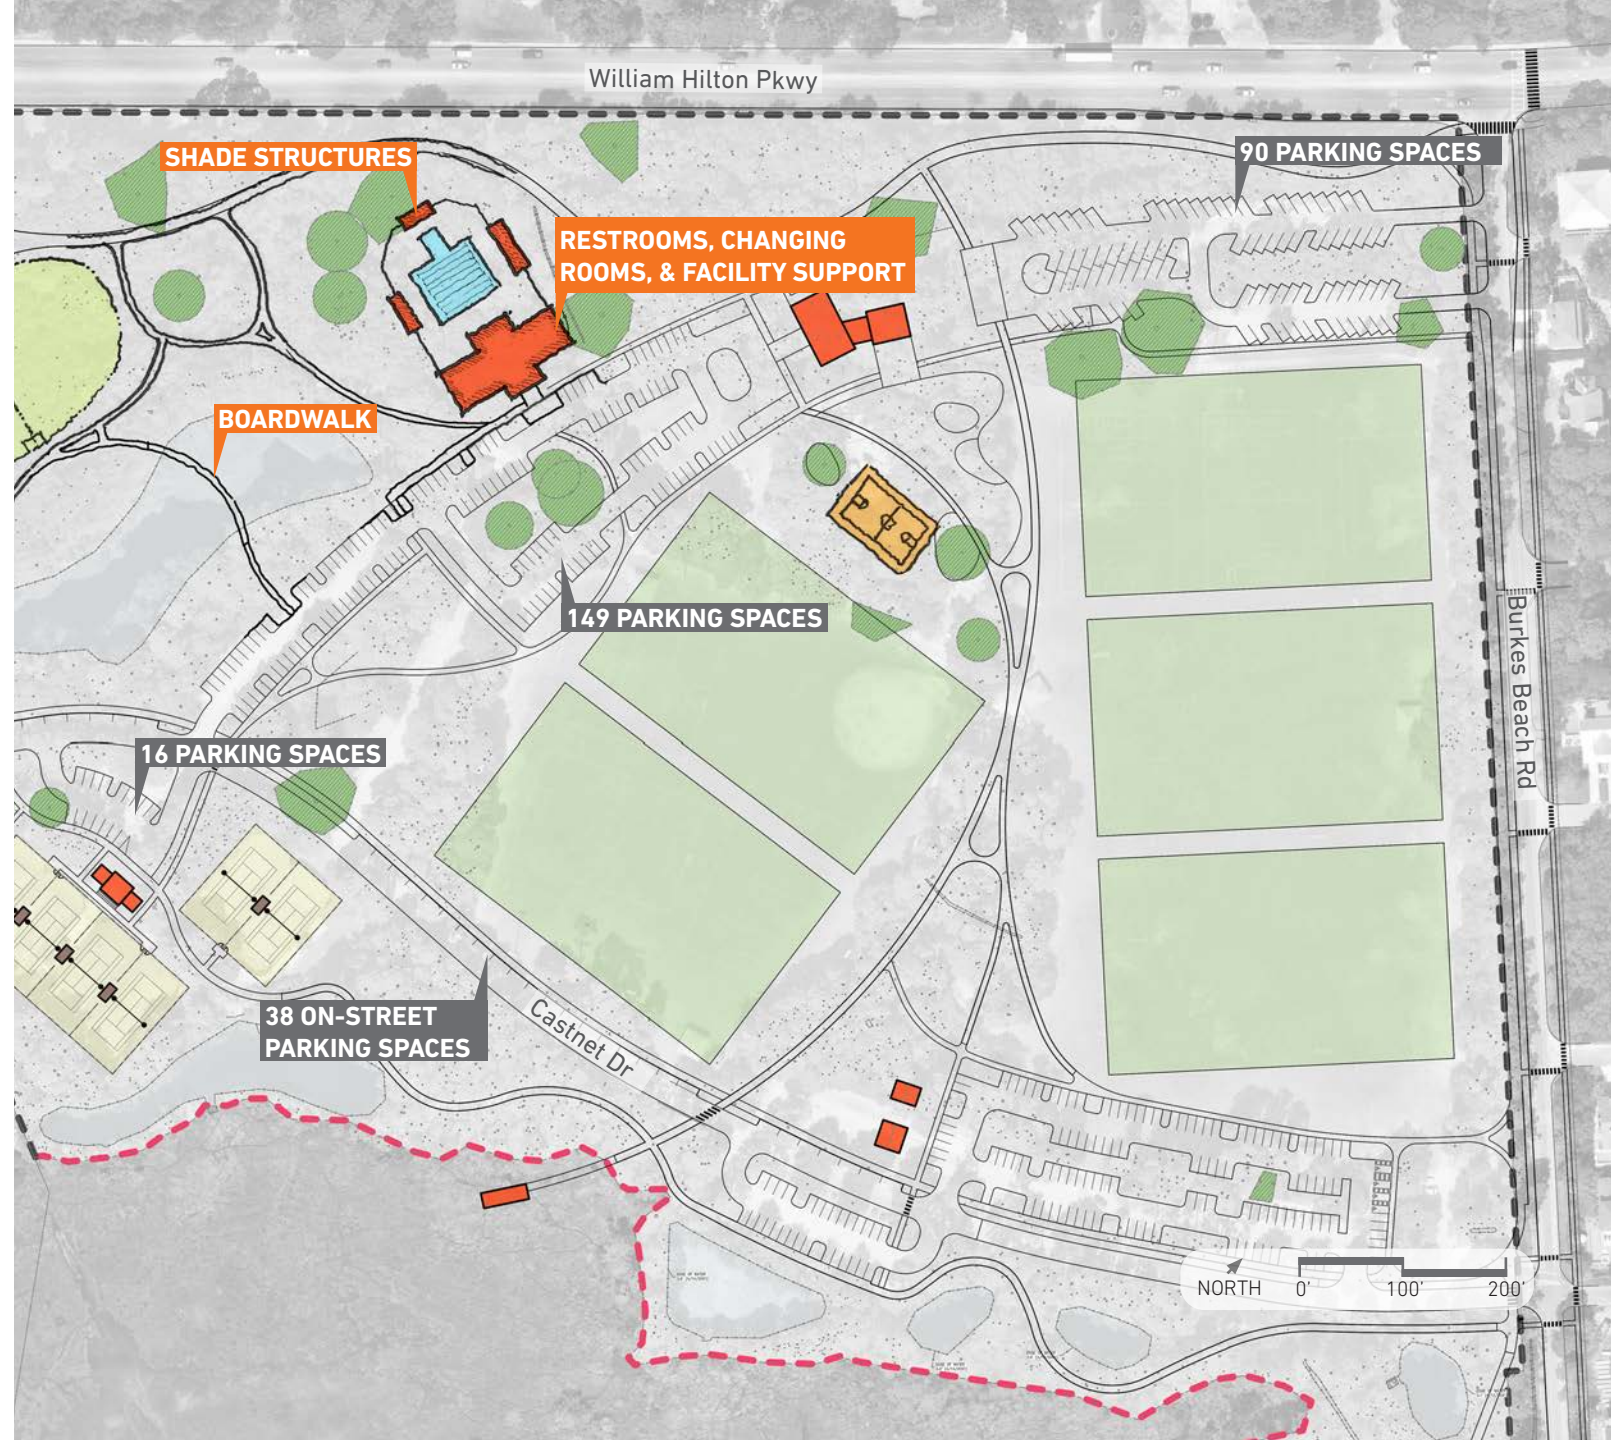 William Hilton Pkwy
SHADE STRUCTURES
90 PARKING SPACES
RESTROOMS, CHANGING
ROOMS, & FACILITY SUPPORT
BOARDWALK
149 PARKING SPACES
Burkes Beach Rd
16 PARKING SPACES
38 ON-STREET
PARKING SPACES
Castnet Dr
NORTH 0' 100' 200'